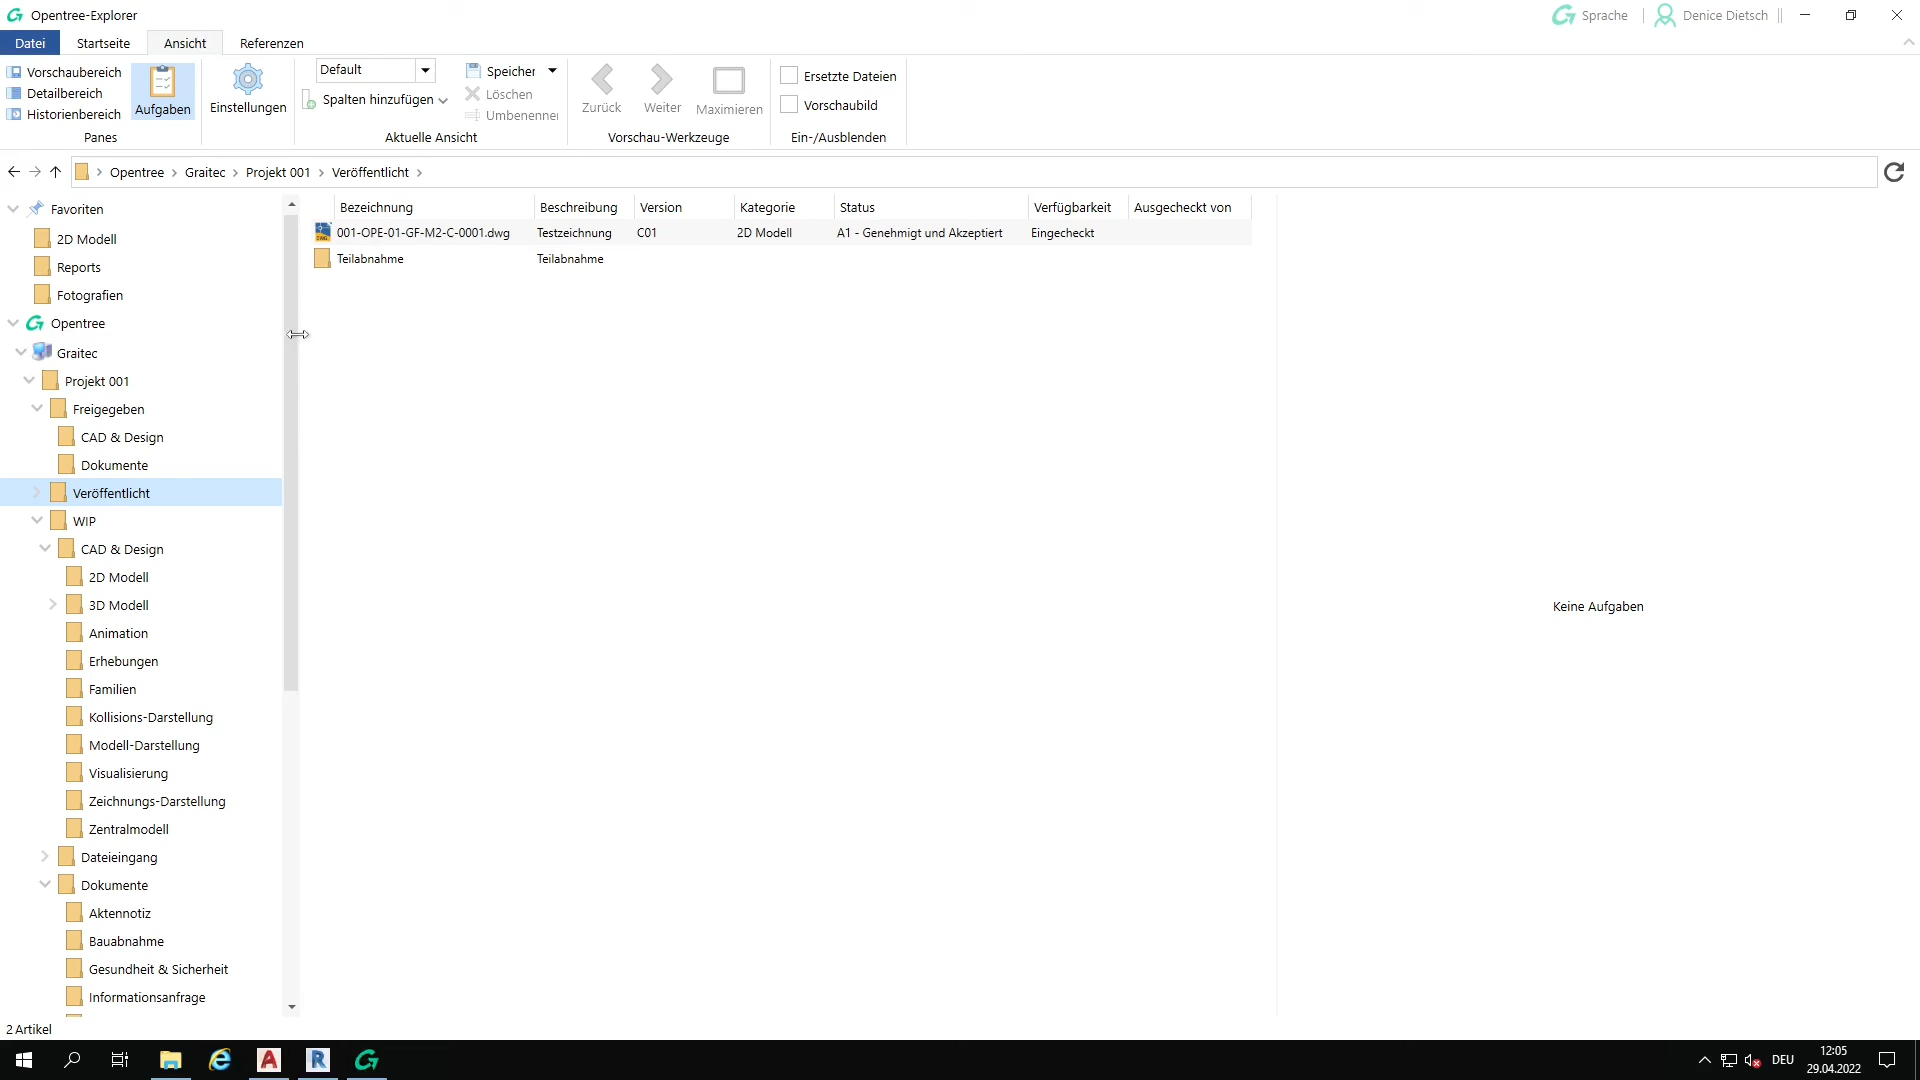 Opentree-Explorer
Sprache
Denice Dietsch
Datei
Startseite
Ansicht
Referenzen
Vorschaubereich
Detailbereich
Historienbereich
Aufgaben
Panes
Einstellungen
Default
Spalten hinzufügen
Speicher
Löschen
Umbenenner
Aktuelle Ansicht
Zurück
Weiter
Maximieren
Vorschau-Werkzeuge
Ersetzte Dateien
Vorschaubild
Ein-/Ausblenden
Opentree > Graitec > Projekt 001 > Veröffentlicht >
Favoriten
2D Modell
Reports
Fotografien
Opentree
Graitec
Projekt 001
Freigegeben
CAD & Design
Dokumente
Veröffentlicht
WIP
CAD & Design
2D Modell
3D Modell
Animation
Erhebungen
Familien
Kollisions-Darstellung
Modell-Darstellung
Visualisierung
Zeichnungs-Darstellung
Zentralmodell
Dateieingang
Dokumente
Aktennotiz
Bauabnahme
Gesundheit & Sicherheit
Informationsanfrage
Bezeichnung Beschreibung Version Kategorie Status Verfügbarkeit Ausgecheckt von
001-OPE-01-GF-M2-C-0001.dwg Testzeichnung C01 2D Modell A1 - Genehmigt und Akzeptiert Eingecheckt
Teilabnahme Teilabnahme
Keine Aufgaben
2 Artikel
DEU
12:05
29.04.2022